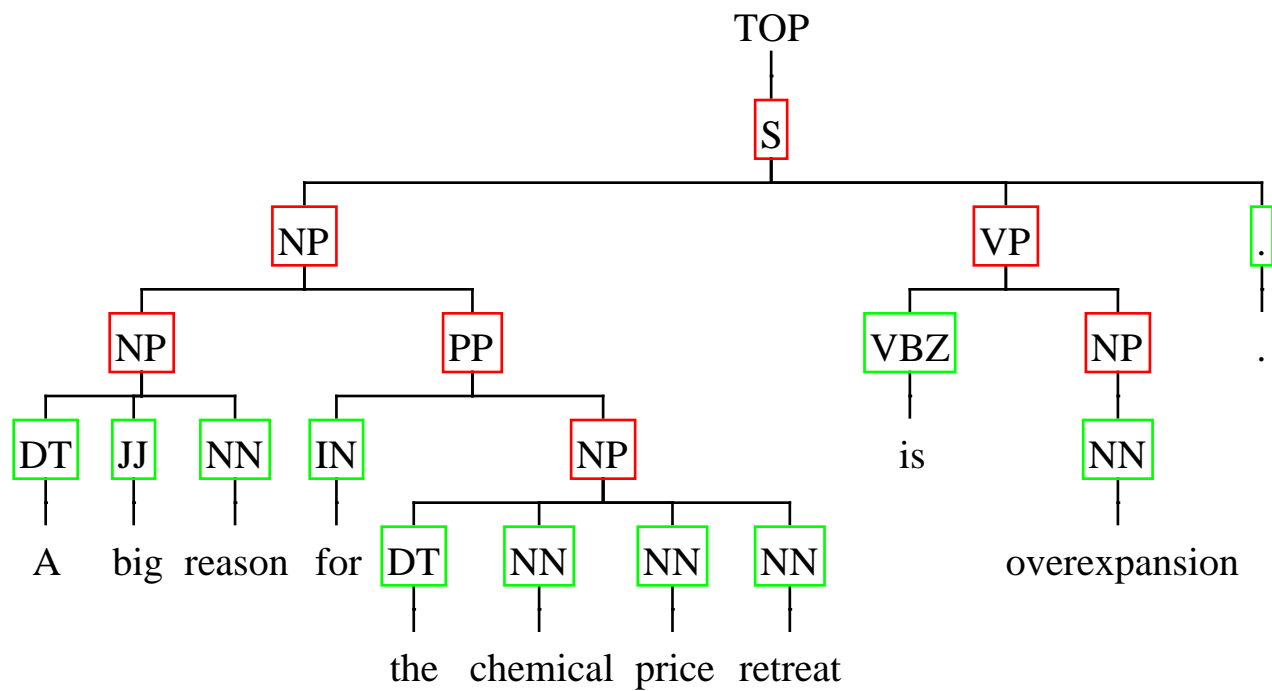 TOP
S
NP VP .
NP PP VBZ NP .
DT JJ NN IN NP is NN
A big reason for DT NN NN NN overexpansion
the chemical price retreat